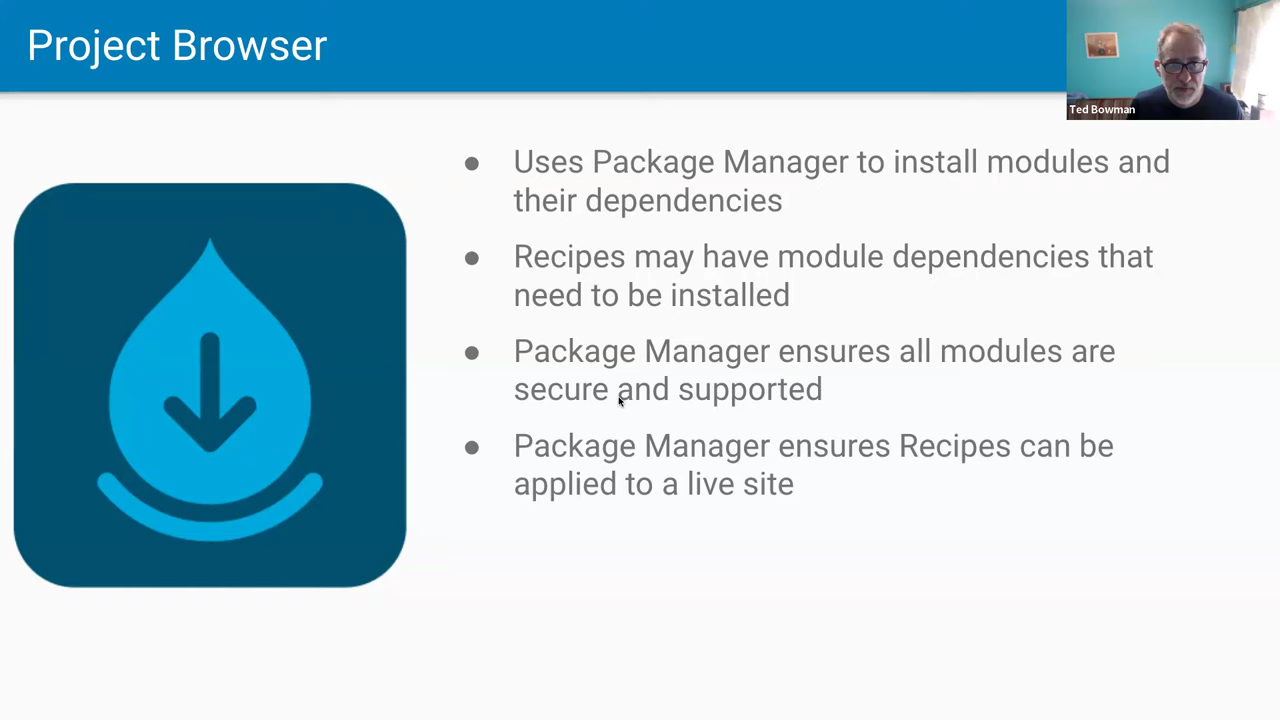 Project Browser
Ted Bowman
● Uses Package Manager to install modules and
their dependencies
● Recipes may have module dependencies that
need to be installed
● Package Manager ensures all modules are
secure and supported
● Package Manager ensures Recipes can be
applied to a live site